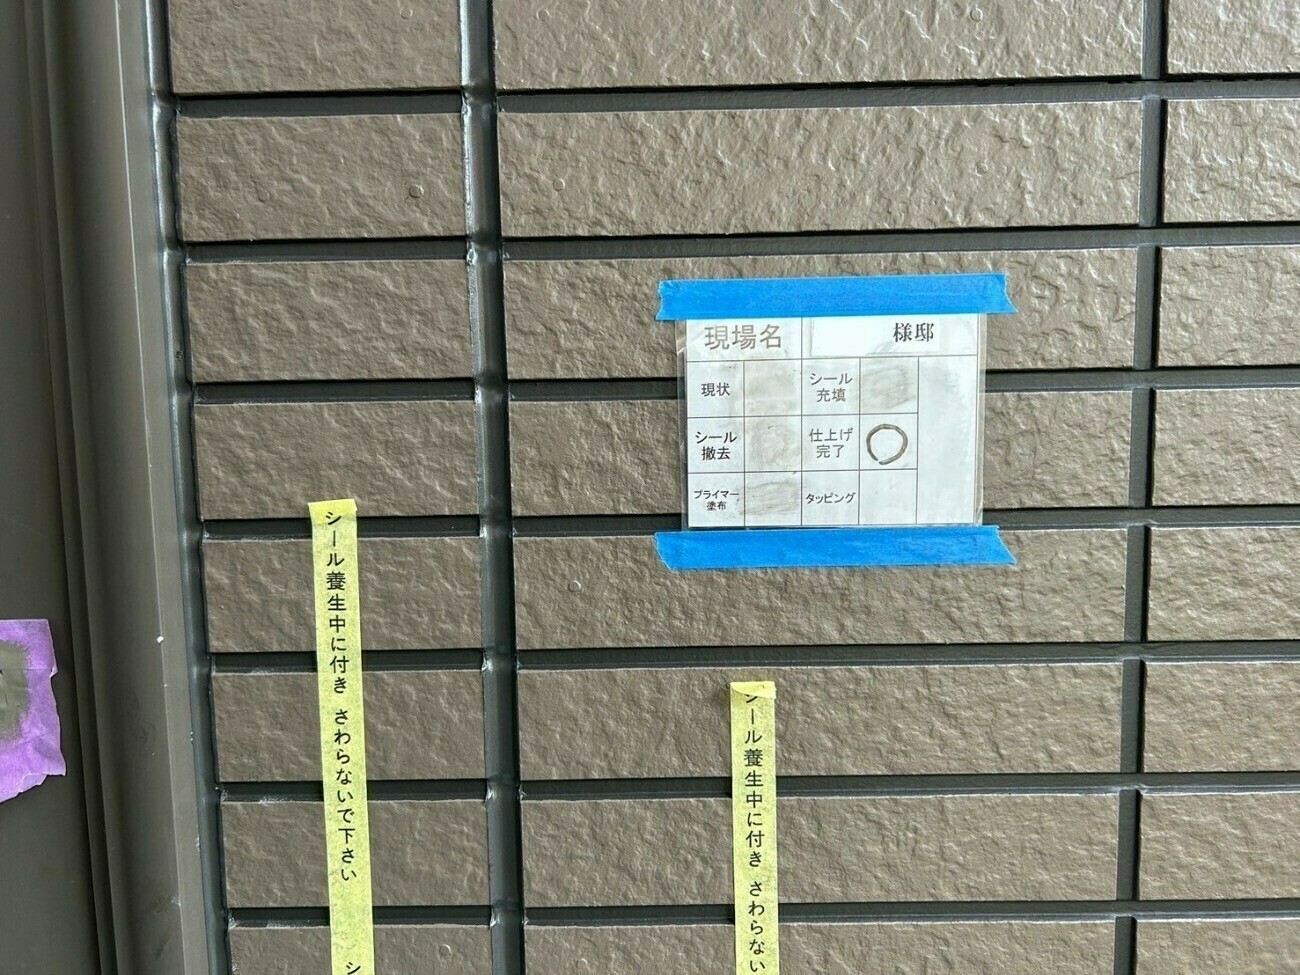 現場名 様邸
現状 シール充填
シール撤去 仕上げ完了 ○
プライマー塗布 タッピング
シール養生中に付き さわらないで下さい
シ
シール養生中に付き さわらない